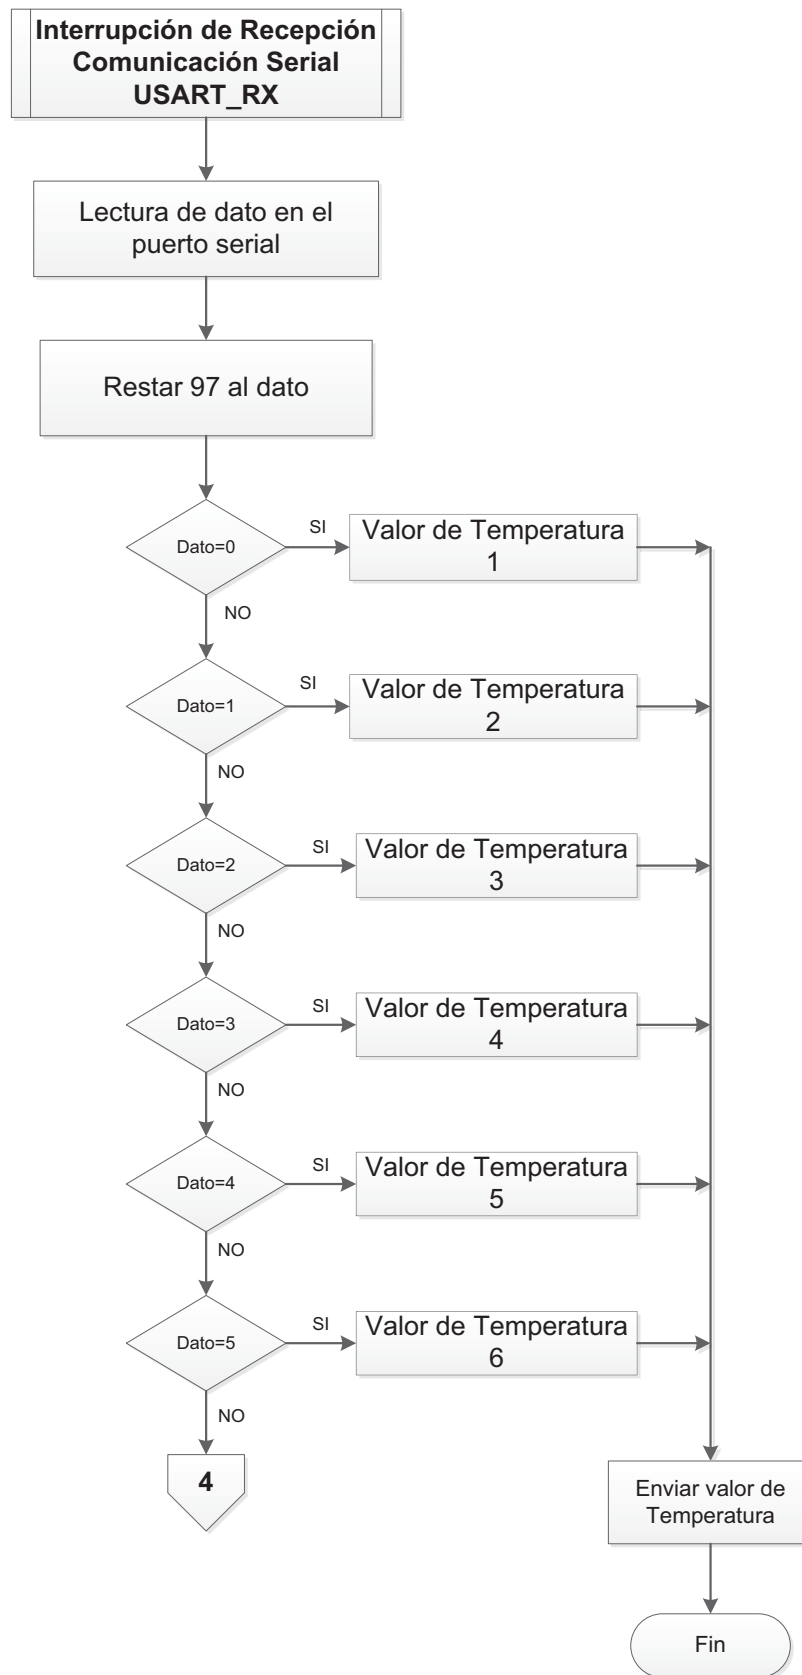 Interrupción de Recepción
Comunicación Serial
USART_RX
Lectura de dato en el
puerto serial
Restar 97 al dato
Dato=0
SI
Valor de Temperatura
1
NO
Dato=1
SI
Valor de Temperatura
2
NO
Dato=2
SI
Valor de Temperatura
3
NO
Dato=3
SI
Valor de Temperatura
4
NO
Dato=4
SI
Valor de Temperatura
5
NO
Dato=5
SI
Valor de Temperatura
6
NO
4
Enviar valor de
Temperatura
Fin